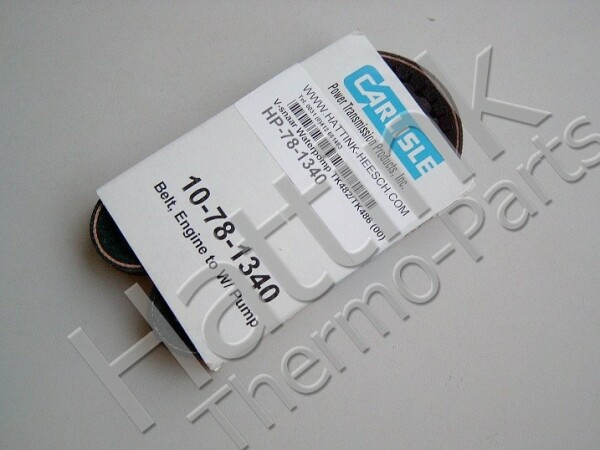 CARLISLE
Power Transmission Products, Inc.
WWW.HATTINK-HEESCH.COM
V-snaar Waterpomp TK482/TK486 (00)
HP-78-1340
10-78-1340
Belt, Engine to W/ Pump
Hattink
Thermo-Parts